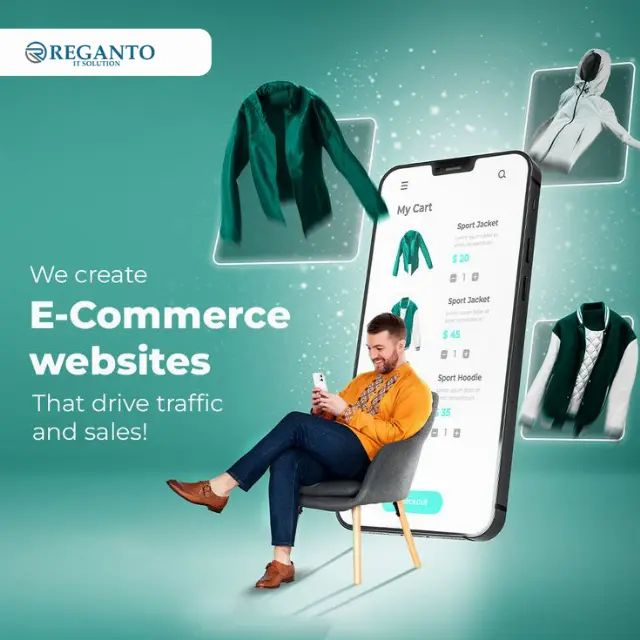 REGANTO
IT SOLUTION
We create
E-Commerce
websites
That drive traffic
and sales!
My Cart
Sport Jacket
$ 20
1
Sport Jacket
$ 45
1
Sport Hoodie
35
1